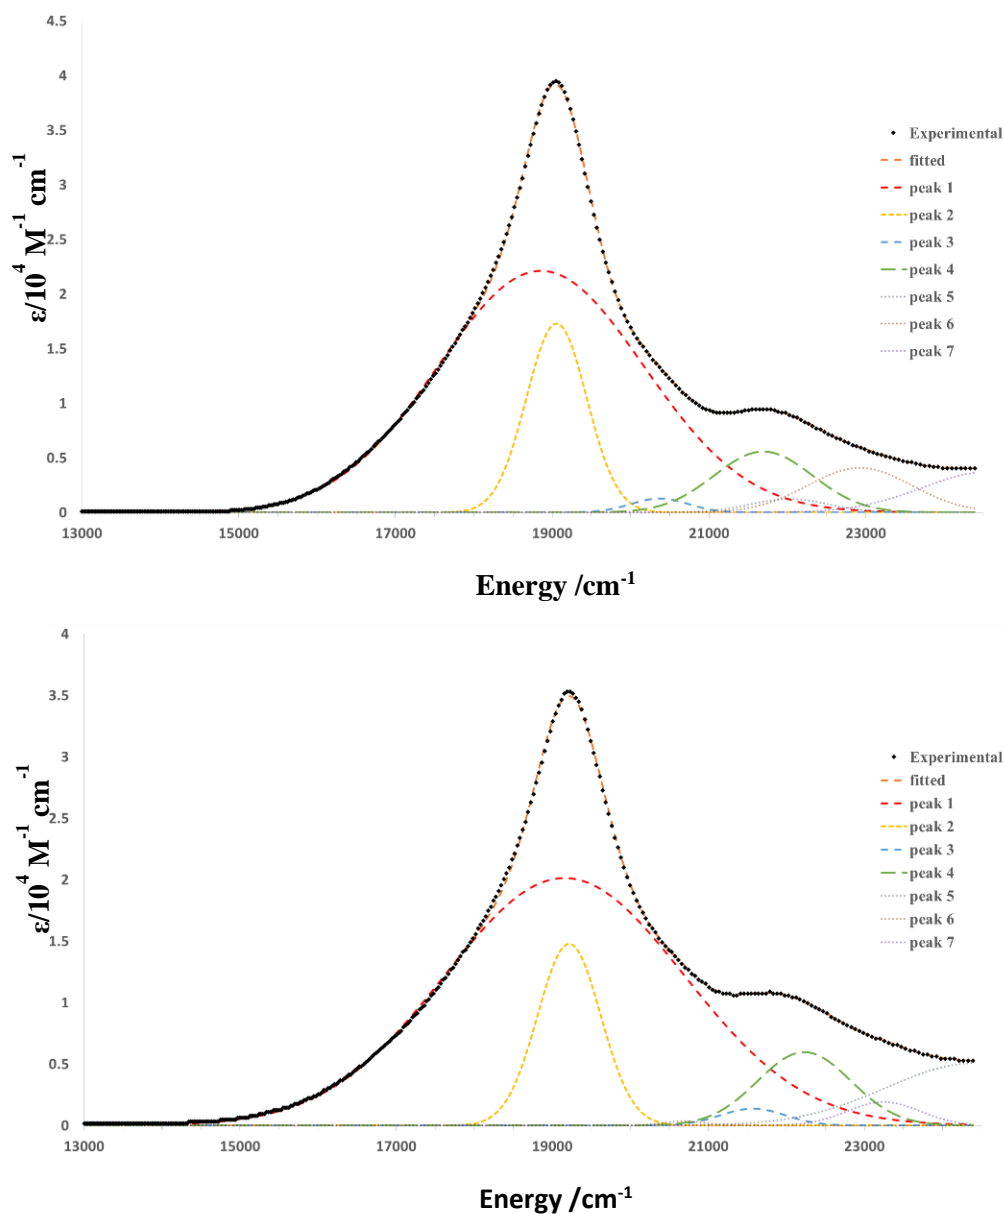 4.5
4
3.5
3
2.5
2
1.5
1
0.5
0
ε/10⁴ M⁻¹ cm⁻¹
13000 15000 17000 19000 21000 23000
Energy /cm⁻¹
Experimental
fitted
peak 1
peak 2
peak 3
peak 4
peak 5
peak 6
peak 7
4
3.5
3
2.5
2
1.5
1
0.5
0
ε/10⁴ M⁻¹ cm⁻¹
13000 15000 17000 19000 21000 23000
Energy /cm⁻¹
Experimental
fitted
peak 1
peak 2
peak 3
peak 4
peak 5
peak 6
peak 7